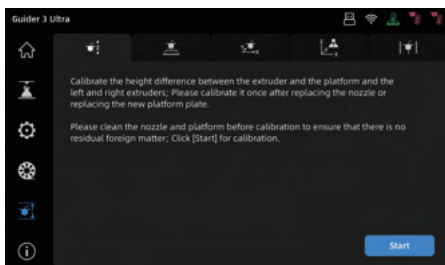 Guider 3 Ultra
Calibrate the height difference between the extruder and the platform and the
left and right extruders; Please calibrate it once after replacing the nozzle or
replacing the new platform plate.
Please clean the nozzle and platform before calibration to ensure that there is no
residual foreign matter; Click [Start] for calibration.
Start